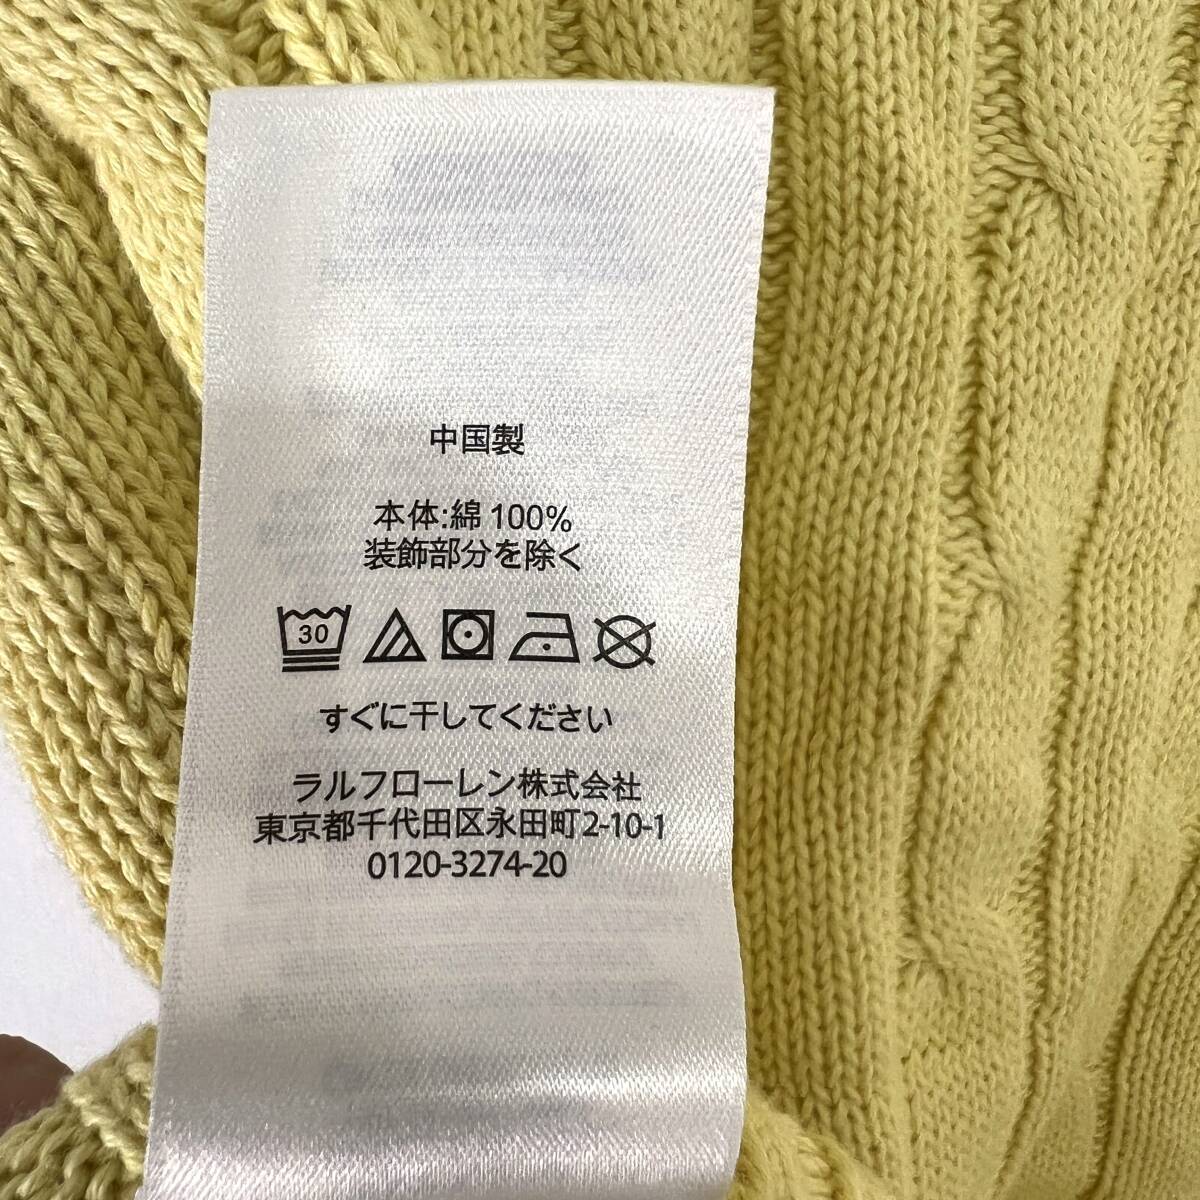 中国製
本体:綿 100%
装飾部分を除く
30
すぐに干してください
ラルフローレン株式会社
東京都千代田区永田町2-10-1
0120-3274-20